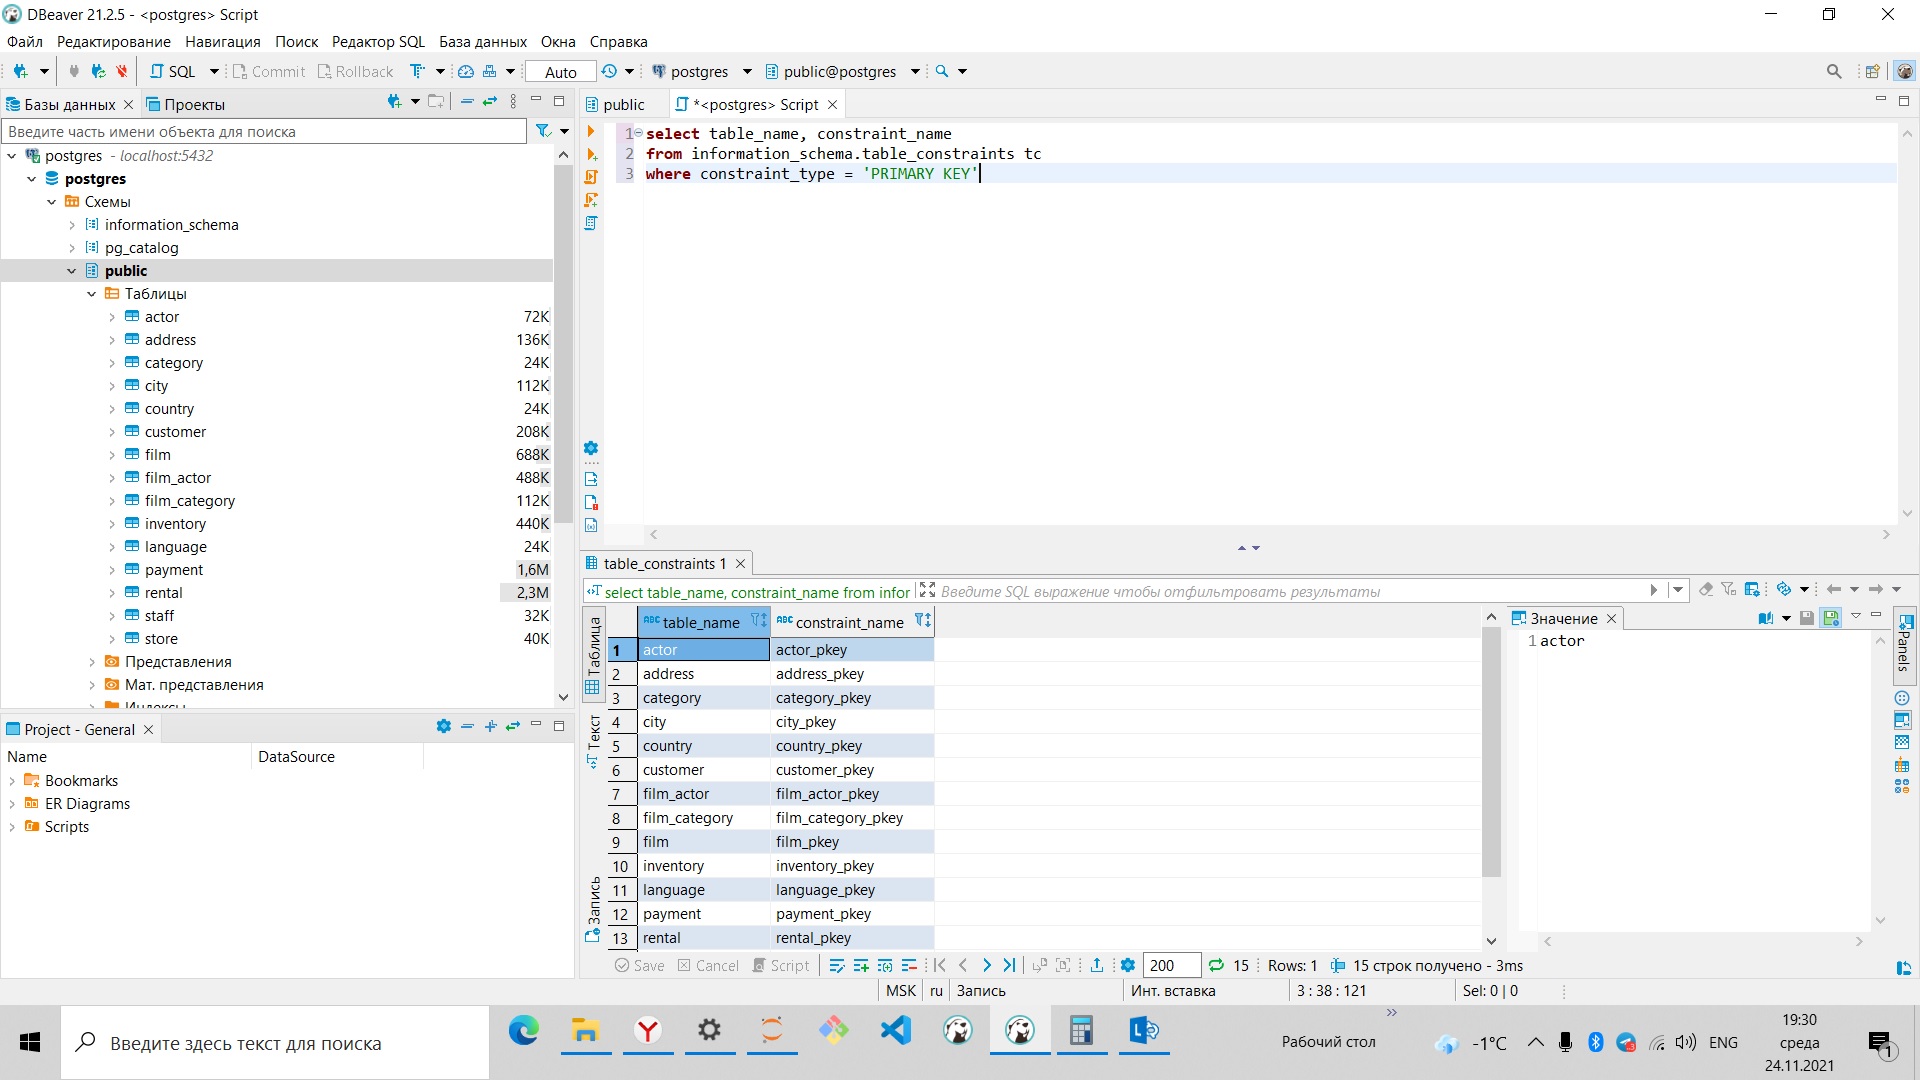 DBeaver 21.2.5 - <postgres> Script
Файл Редактирование Навигация Поиск Редактор SQL База данных Окна Справка
SQL Commit Rollback Auto postgres public@postgres
Базы данных Проекты
public *<postgres> Script
Введите часть имени объекта для поиска
postgres - localhost:5432
postgres
Схемы
information_schema
pg_catalog
public
Таблицы
actor 72K
address 136K
category 24K
city 112K
country 24K
customer 208K
film 688K
film_actor 488K
film_category 112K
inventory 440K
language 24K
payment 1,6M
rental 2,3M
staff 32K
store 40K
Представления
Мат. представления
Индексы
1 select table_name, constraint_name
2 from information_schema.table_constraints tc
3 where constraint_type = 'PRIMARY KEY'
Project - General
Name DataSource
Bookmarks
ER Diagrams
Scripts
table_constraints 1
select table_name, constraint_name from infor Введите SQL выражение чтобы отфильтровать результаты
Таблица
Текст
Запись
ABC table_name ABC constraint_name
1 actor actor_pkey
2 address address_pkey
3 category category_pkey
4 city city_pkey
5 country country_pkey
6 customer customer_pkey
7 film_actor film_actor_pkey
8 film_category film_category_pkey
9 film film_pkey
10 inventory inventory_pkey
11 language language_pkey
12 payment payment_pkey
13 rental rental_pkey
Значение
1 actor
Panels
Save Cancel Script 200 15 Rows: 1 15 строк получено - 3ms
MSK ru Запись Инт. вставка 3 : 38 : 121 Sel: 0 | 0
Введите здесь текст для поиска
Рабочий стол
-1°C
ENG
19:30
среда
24.11.2021
1